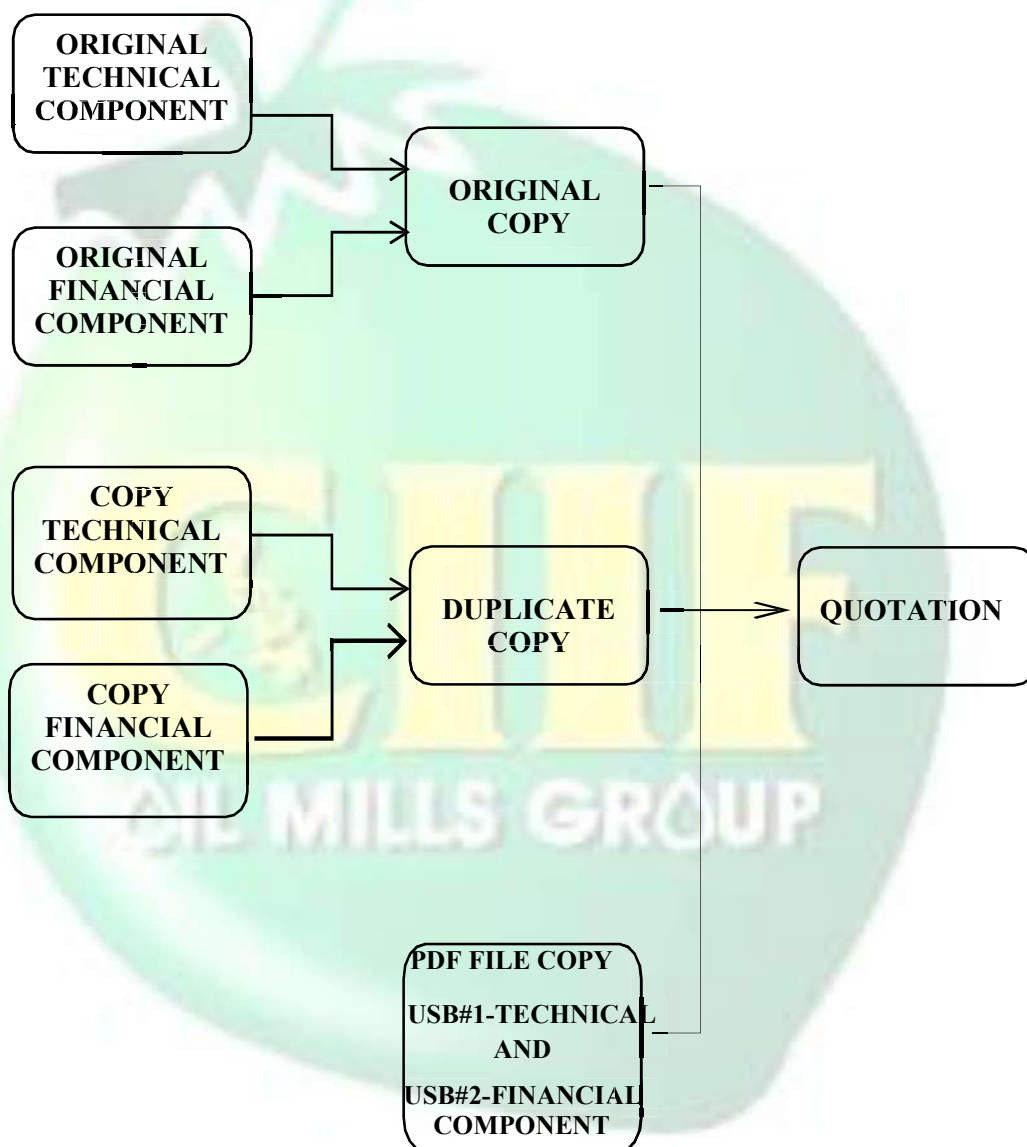 ORIGINAL
TECHNICAL
COMPONENT
ORIGINAL
COPY
ORIGINAL
FINANCIAL
COMPONENT
COPY
TECHNICAL
COMPONENT
DUPLICATE
COPY
QUOTATION
COPY
FINANCIAL
COMPONENT
CIIF
OIL MILLS GROUP
PDF FILE COPY
USB#1-TECHNICAL
AND
USB#2-FINANCIAL
COMPONENT